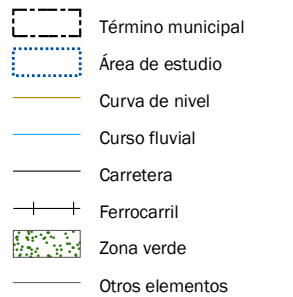 Término municipal
Área de estudio
Curva de nivel
Curso fluvial
Carretera
Ferrocarril
Zona verde
Otros elementos